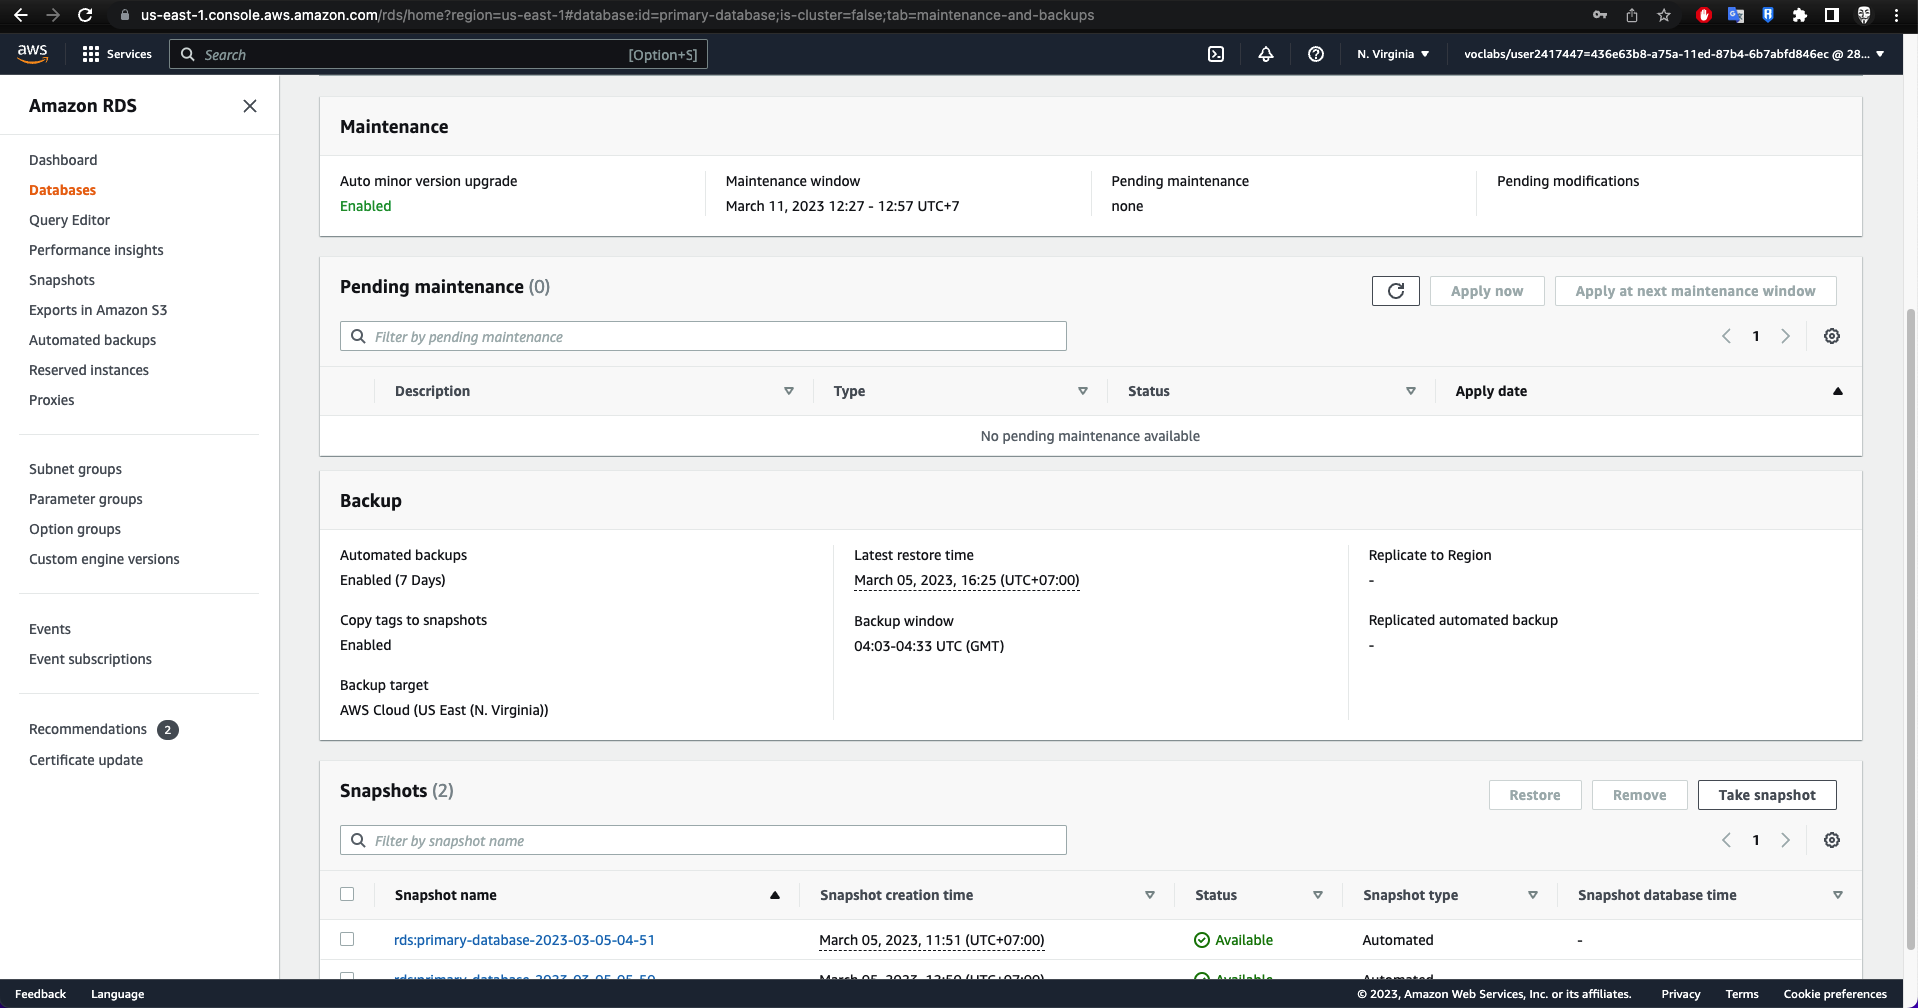 us-east-1.console.aws.amazon.com/rds/home?region=us-east-1#database:id=primary-database;is-cluster=false;tab=maintenance-and-backups
aws
Services
Search
[Option+S]
N. Virginia
voclabs/user2417447=436e63b8-a75a-11ed-87b4-6b7abfd846ec @ 28...
Amazon RDS
Dashboard
Databases
Query Editor
Performance insights
Snapshots
Exports in Amazon S3
Automated backups
Reserved instances
Proxies
Subnet groups
Parameter groups
Option groups
Custom engine versions
Events
Event subscriptions
Recommendations 2
Certificate update
Maintenance
Auto minor version upgrade
Enabled
Maintenance window
March 11, 2023 12:27 - 12:57 UTC+7
Pending maintenance
none
Pending modifications
Pending maintenance (0)
Apply now
Apply at next maintenance window
Filter by pending maintenance
1
Description
Type
Status
Apply date
No pending maintenance available
Backup
Automated backups
Enabled (7 Days)
Copy tags to snapshots
Enabled
Backup target
AWS Cloud (US East (N. Virginia))
Latest restore time
March 05, 2023, 16:25 (UTC+07:00)
Backup window
04:03-04:33 UTC (GMT)
Replicate to Region
-
Replicated automated backup
-
Snapshots (2)
Restore
Remove
Take snapshot
Filter by snapshot name
1
Snapshot name
Snapshot creation time
Status
Snapshot type
Snapshot database time
rds:primary-database-2023-03-05-04-51
March 05, 2023, 11:51 (UTC+07:00)
Available
Automated
-
Feedback
Language
© 2023, Amazon Web Services, Inc. or its affiliates.
Privacy
Terms
Cookie preferences